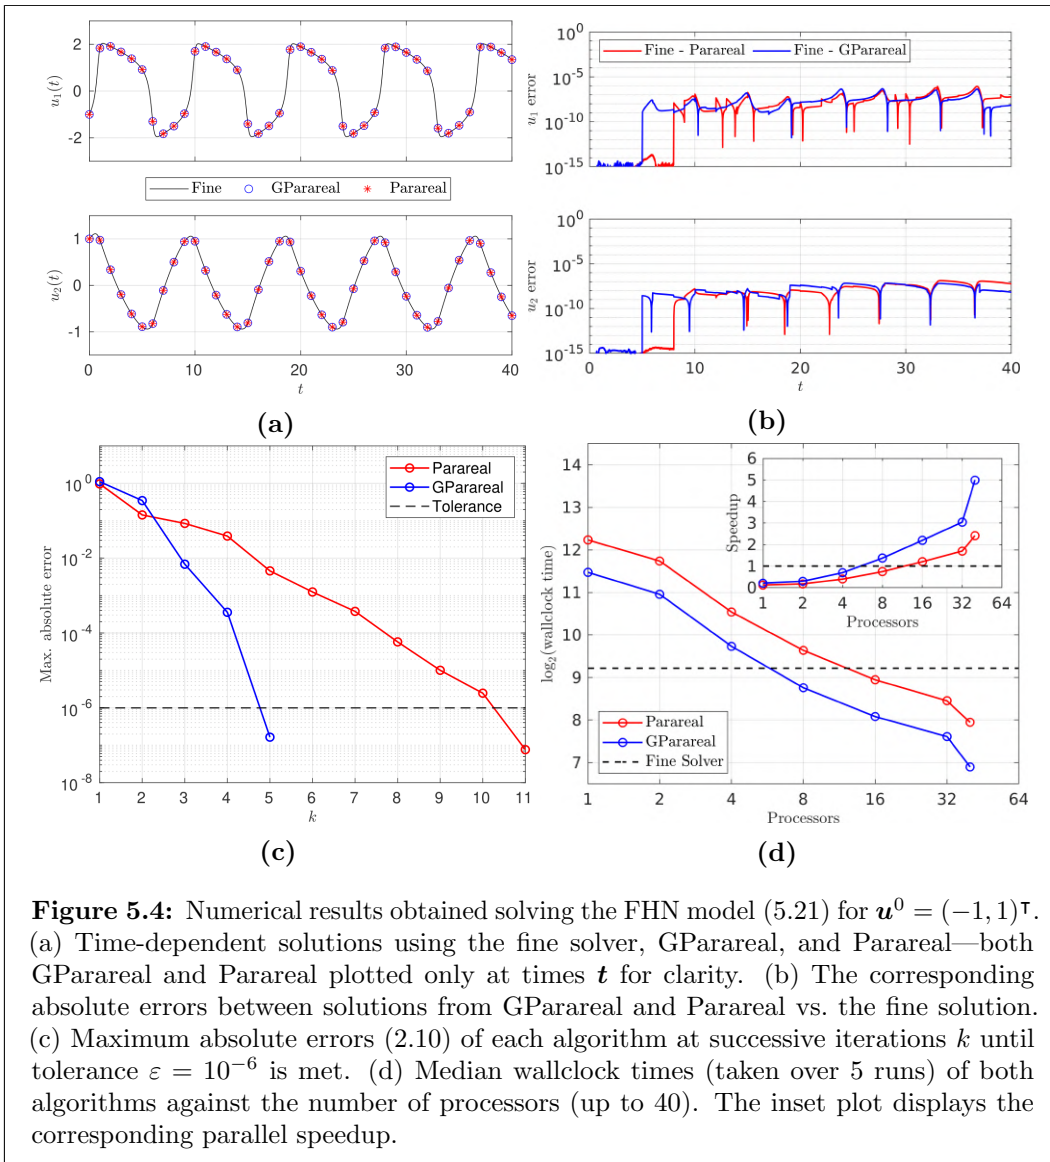 u₁(t)
2
0
-2
0
10
20
30
40
Fine
GParareal
Parareal
u₂(t)
1
0
-1
0
10
20
30
40
t
(a)
u₁ error
10⁰
10⁻⁵
10⁻¹⁰
10⁻¹⁵
Fine - Parareal
Fine - GParareal
0
10
20
30
40
u₂ error
10⁰
10⁻⁵
10⁻¹⁰
10⁻¹⁵
0
10
20
30
40
t
(b)
Max. absolute error
10⁰
10⁻²
10⁻⁴
10⁻⁶
10⁻⁸
Parareal
GParareal
Tolerance
1
2
3
4
5
6
7
8
9
10
11
k
(c)
log₂(wallclock time)
14
13
12
11
10
9
8
7
Speedup
6
5
4
3
2
1
0
1
2
4
8
16
32
64
Processors
Parareal
GParareal
Fine Solver
1
2
4
8
16
32
64
Processors
(d)
Figure 5.4: Numerical results obtained solving the FHN model (5.21) for u⁰ = (−1, 1)ᵀ.
(a) Time-dependent solutions using the fine solver, GParareal, and Parareal—both
GParareal and Parareal plotted only at times t for clarity. (b) The corresponding
absolute errors between solutions from GParareal and Parareal vs. the fine solution.
(c) Maximum absolute errors (2.10) of each algorithm at successive iterations k until
tolerance ε = 10⁻⁶ is met. (d) Median wallclock times (taken over 5 runs) of both
algorithms against the number of processors (up to 40). The inset plot displays the
corresponding parallel speedup.